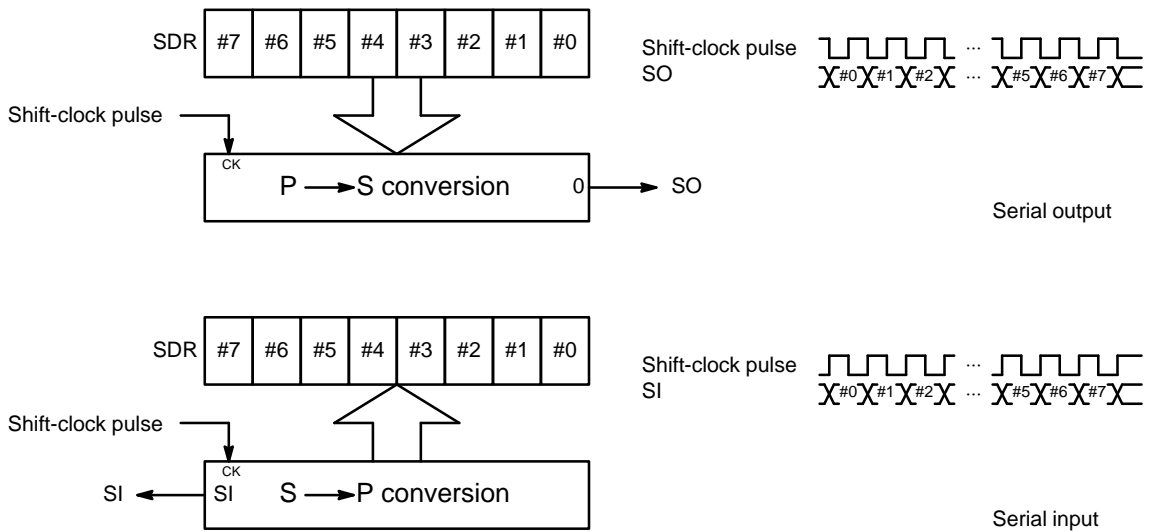 SDR #7 #6 #5 #4 #3 #2 #1 #0
Shift-clock pulse
SO
... 
#0 #1 #2 ... #5 #6 #7
Shift-clock pulse
CK
P S conversion 0 SO
Serial output
SDR #7 #6 #5 #4 #3 #2 #1 #0
Shift-clock pulse
SI
...
#0 #1 #2 ... #5 #6 #7
Shift-clock pulse
CK
SI SI S P conversion
Serial input